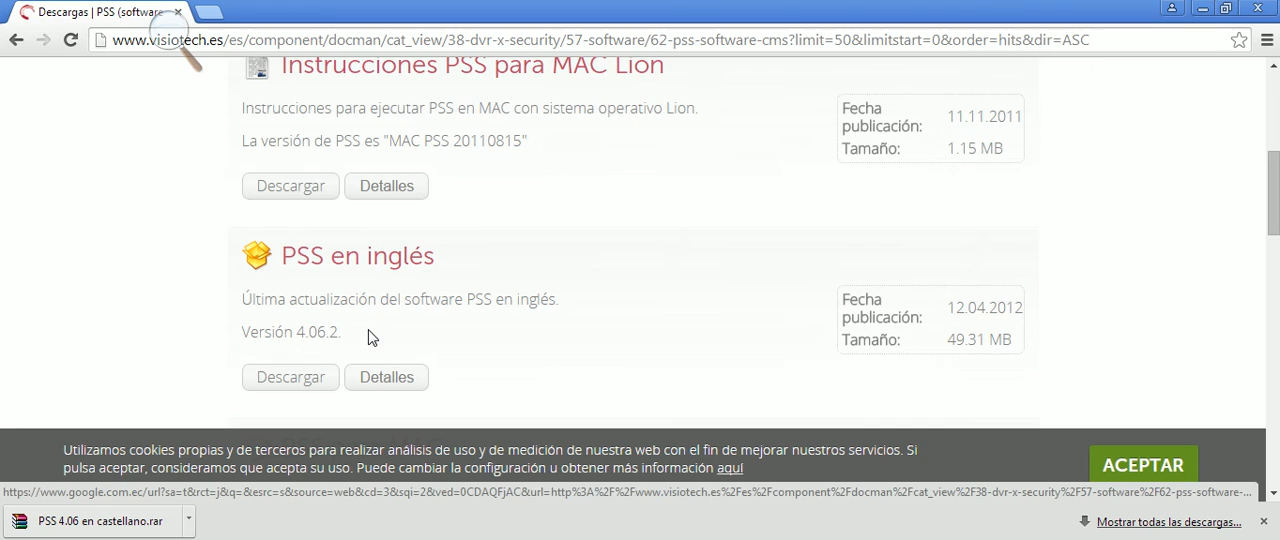 Descargas | PSS (software
www.visiotech.es/es/component/docman/cat_view/38-dvr-x-security/57-software/62-pss-software-cms?limit=50&limitstart=0&order=hits&dir=ASC
Instrucciones PSS para MAC Lion
Instrucciones para ejecutar PSS en MAC con sistema operativo Lion.
La versión de PSS es "MAC PSS 20110815"
Fecha publicación: 11.11.2011
Tamaño: 1.15 MB
Descargar Detalles
PSS en inglés
Última actualización del software PSS en inglés.
Versión 4.06.2.
Fecha publicación: 12.04.2012
Tamaño: 49.31 MB
Descargar Detalles
Utilizamos cookies propias y de terceros para realizar análisis de uso y de medición de nuestra web con el fin de mejorar nuestros servicios. Si
pulsa aceptar, consideramos que acepta su uso. Puede cambiar la configuración u obtener más información aquí
ACEPTAR
https://www.google.com.ec/url?sa=t&rct=j&q=&esrc=s&source=web&cd=3&sqi=2&ved=0CDAQFjAC&url=http%3A%2F%2Fwww.visiotech.es%2Fes%2Fcomponent%2Fdocman%2Fcat_view%2F38-dvr-x-security%2F57-software%2F62-pss-software-...
PSS 4.06 en castellano.rar
Mostrar todas las descargas...